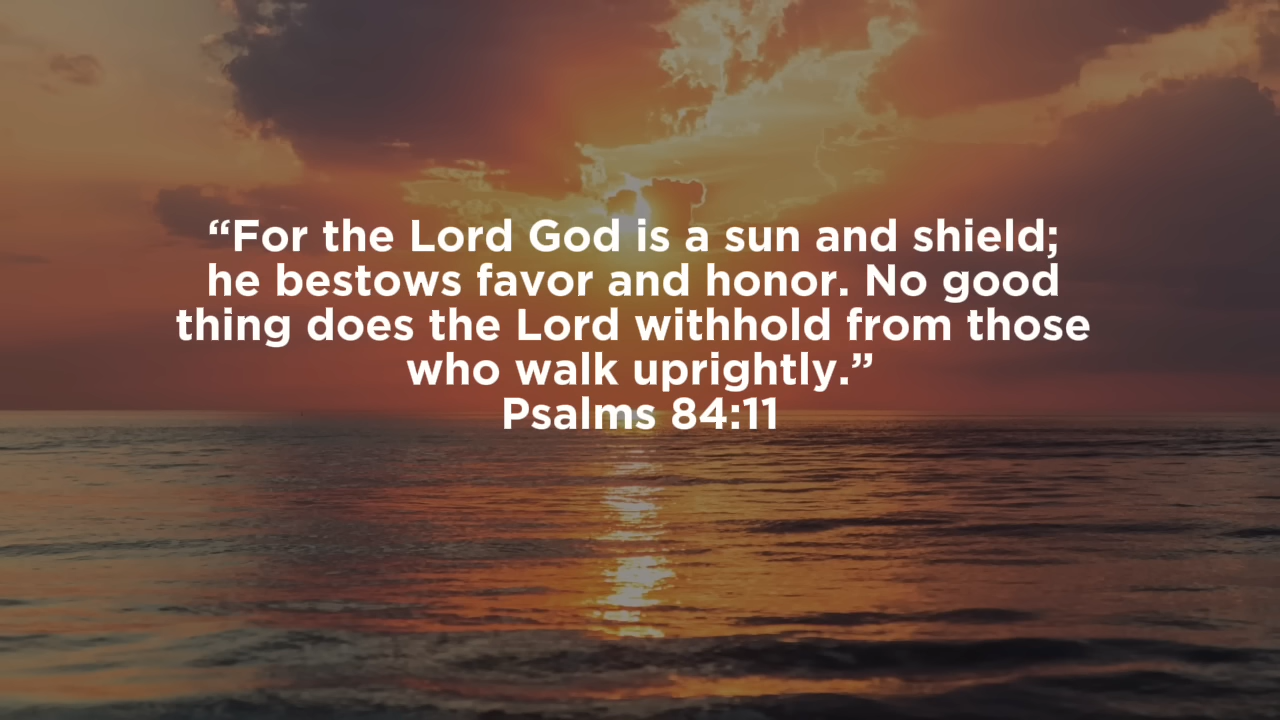 “For the Lord God is a sun and shield;
he bestows favor and honor. No good
thing does the Lord withhold from those
who walk uprightly.”
Psalms 84:11